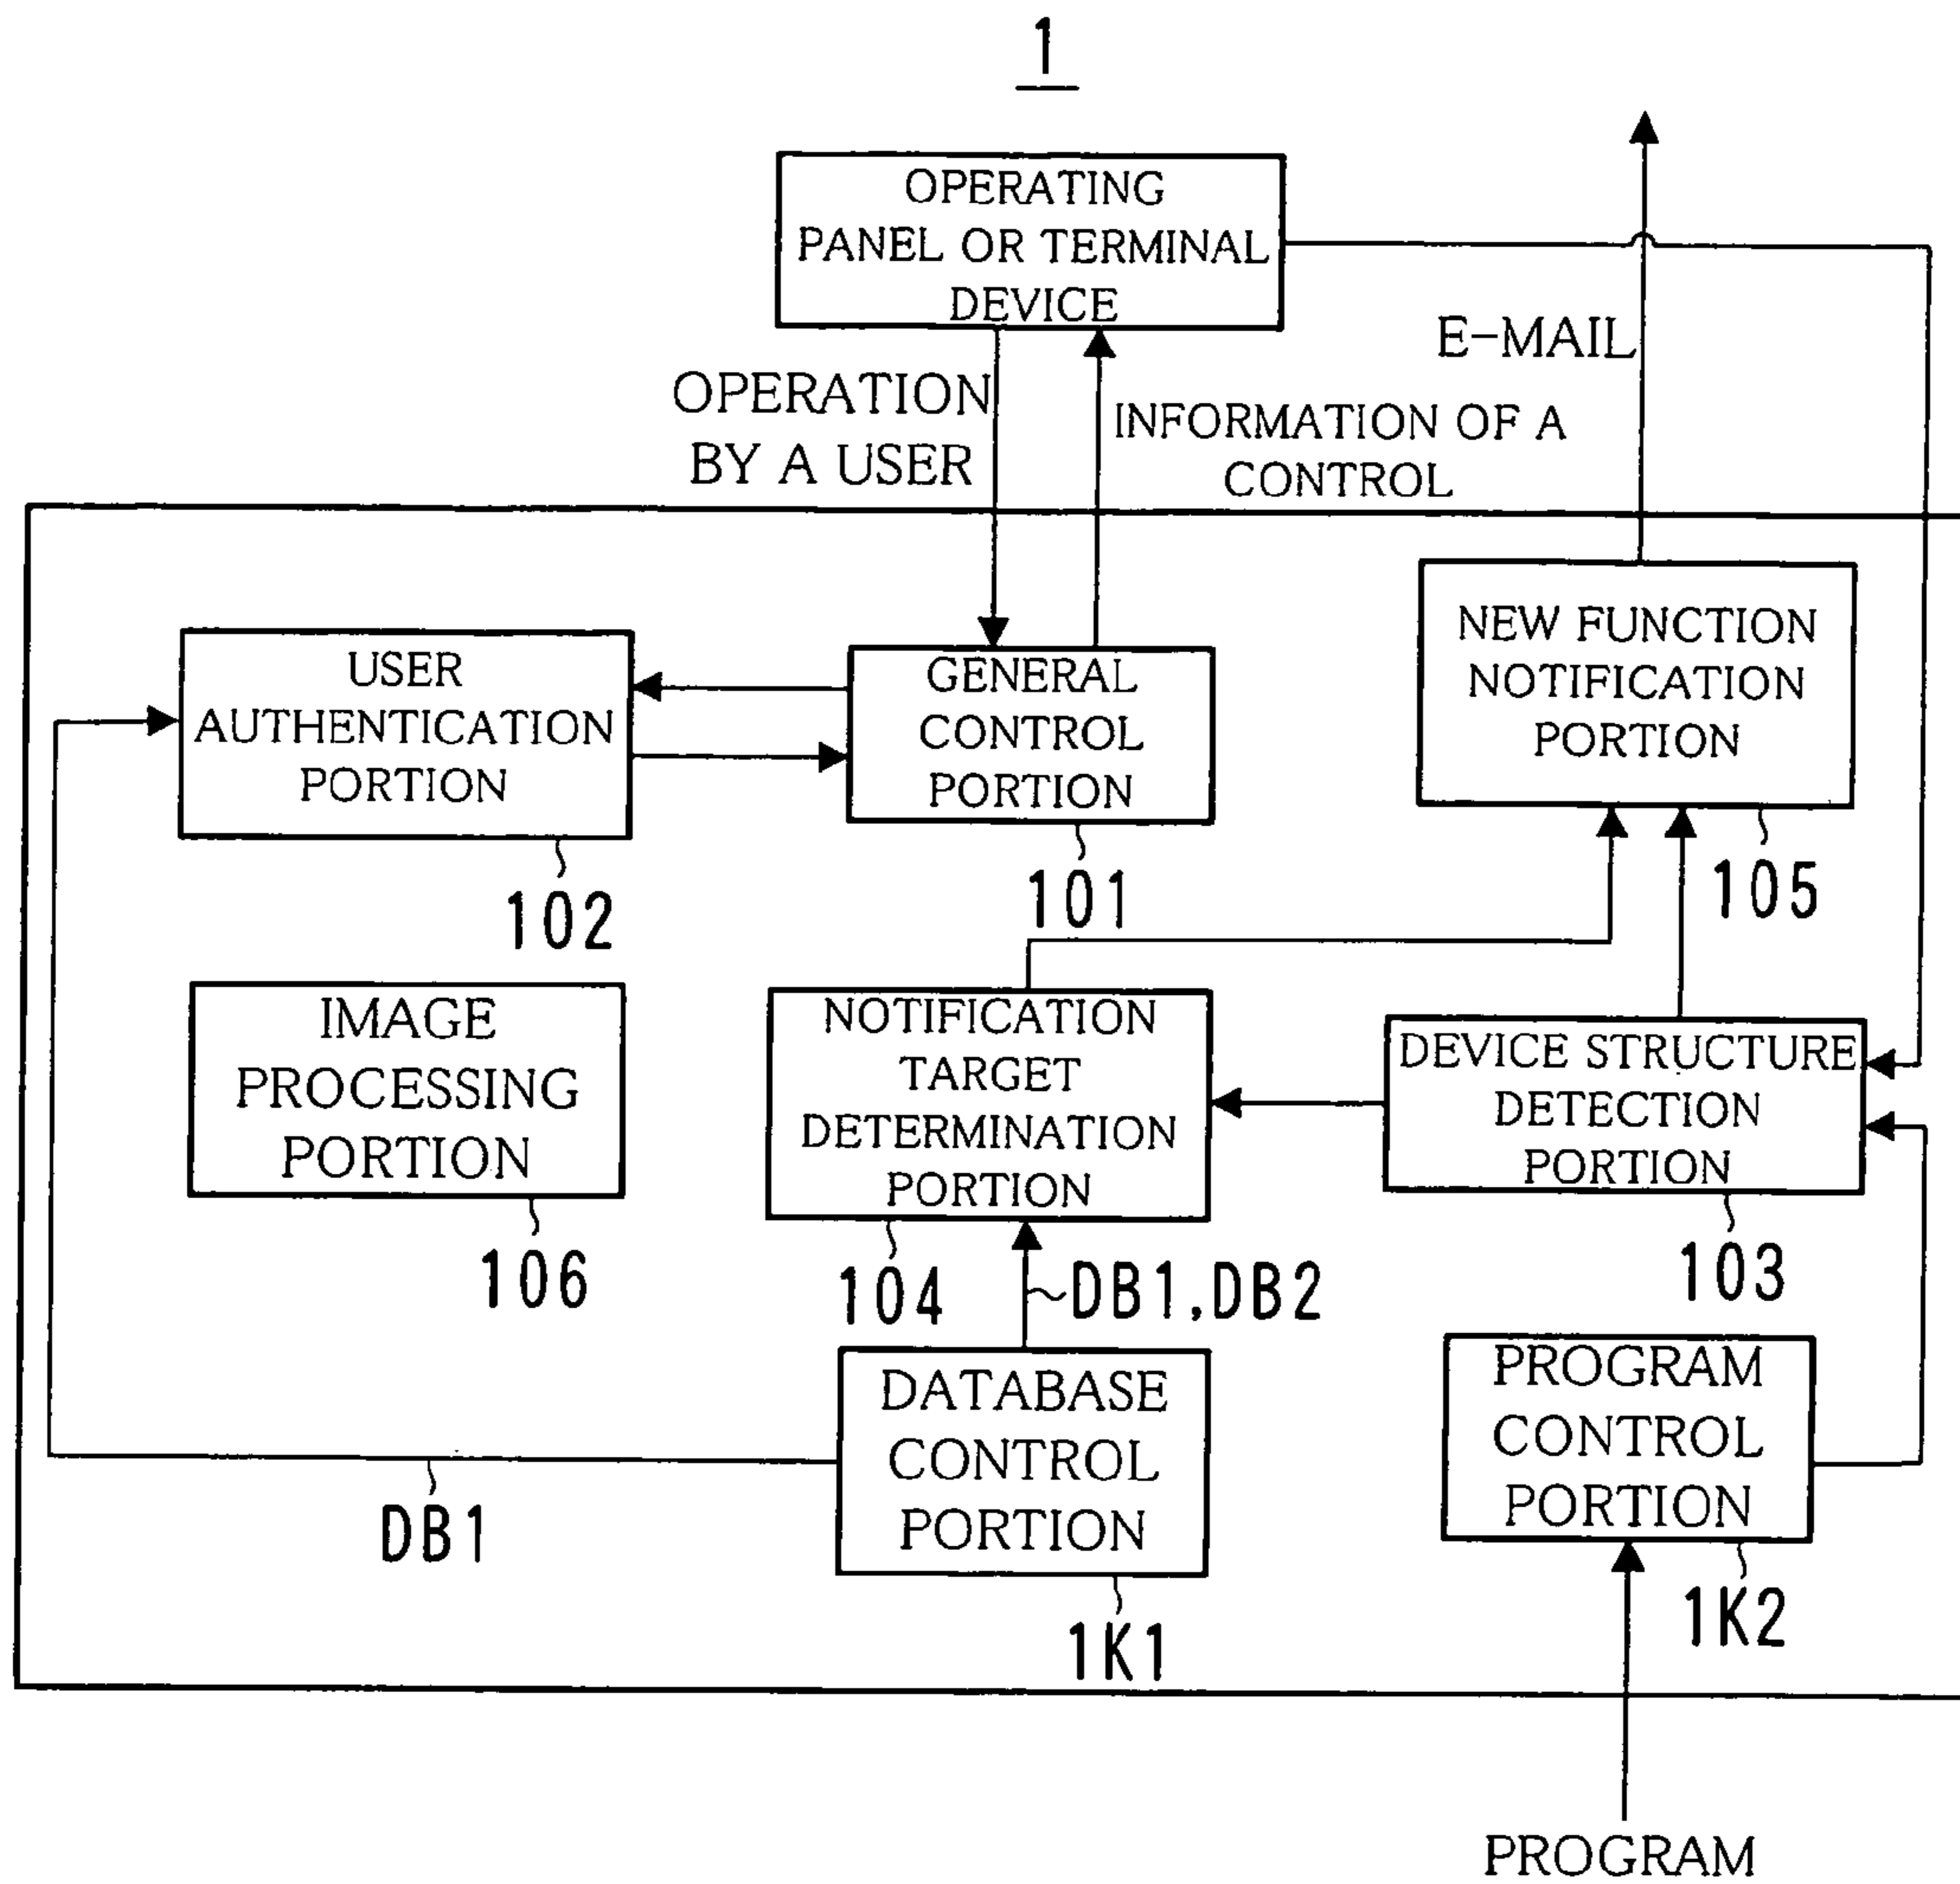 1
OPERATING
PANEL OR TERMINAL
DEVICE
E-MAIL
OPERATION
BY A USER
INFORMATION OF A
CONTROL
USER
AUTHENTICATION
PORTION
102
GENERAL
CONTROL
PORTION
101
NEW FUNCTION
NOTIFICATION
PORTION
105
IMAGE
PROCESSING
PORTION
106
NOTIFICATION
TARGET
DETERMINATION
PORTION
104
DEVICE STRUCTURE
DETECTION
PORTION
103
DB1,DB2
DATABASE
CONTROL
PORTION
1K1
PROGRAM
CONTROL
PORTION
1K2
DB1
PROGRAM